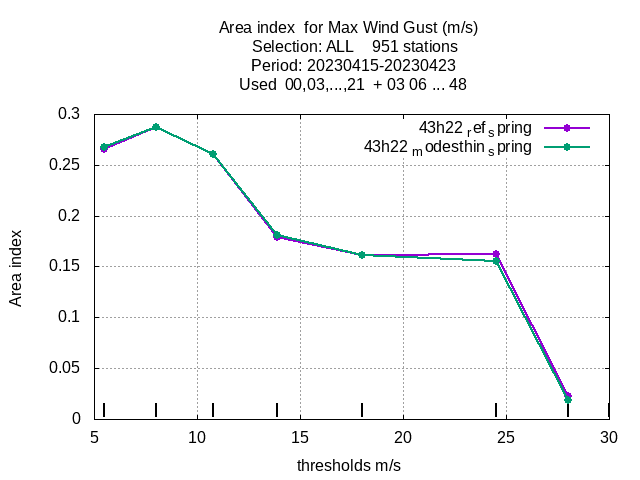 Area index  for Max Wind Gust (m/s)
Selection: ALL    951 stations
Period: 20230415-20230423
Used  00,03,...,21  + 03 06 ... 48
43h22 ref spring
43h22 modesthin spring
0.3
0.25
0.2
0.15
0.1
0.05
0
Area index
5 10 15 20 25 30
thresholds m/s